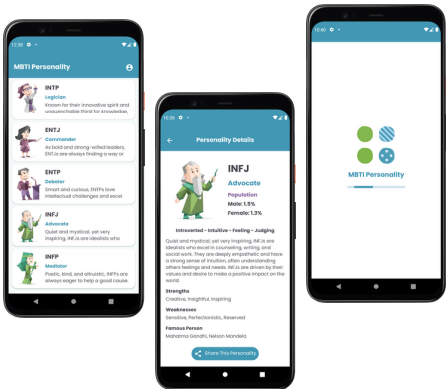 12:38
MBTI Personality
INTP
Logician
Known for their innovative spirit and
unquenchable thirst for knowledge,
ENTJ
Commander
As bold and strong-willed leaders,
ENTJs are always finding a way or
ENTP
Debater
Smart and curious, ENTPs love
intellectual challenges and excel
INFJ
Advocate
Quiet and mystical, yet very
inspiring, INFJs are idealists who
INFP
Mediator
Poetic, kind, and altruistic, INFPs are
always eager to help a good cause.
10:36
Personality Details
INFJ
Advocate
Population
Male: 1.5%
Female: 1.3%
Introverted - Intuitive - Feeling - Judging
Quiet and mystical, yet very inspiring, INFJs are
idealists who excel in counseling, writing, and
social work. They are deeply empathetic and have
a strong sense of intuition, often understanding
others feelings and needs. INFJs are driven by their
values and desire to make a positive impact on the
world.
Strengths
Creative, Insightful, Inspiring
Weaknesses
Sensitive, Perfectionistic, Reserved
Famous Person
Mahatma Gandhi, Nelson Mandela
Share This Personality
10:40
MBTI Personality